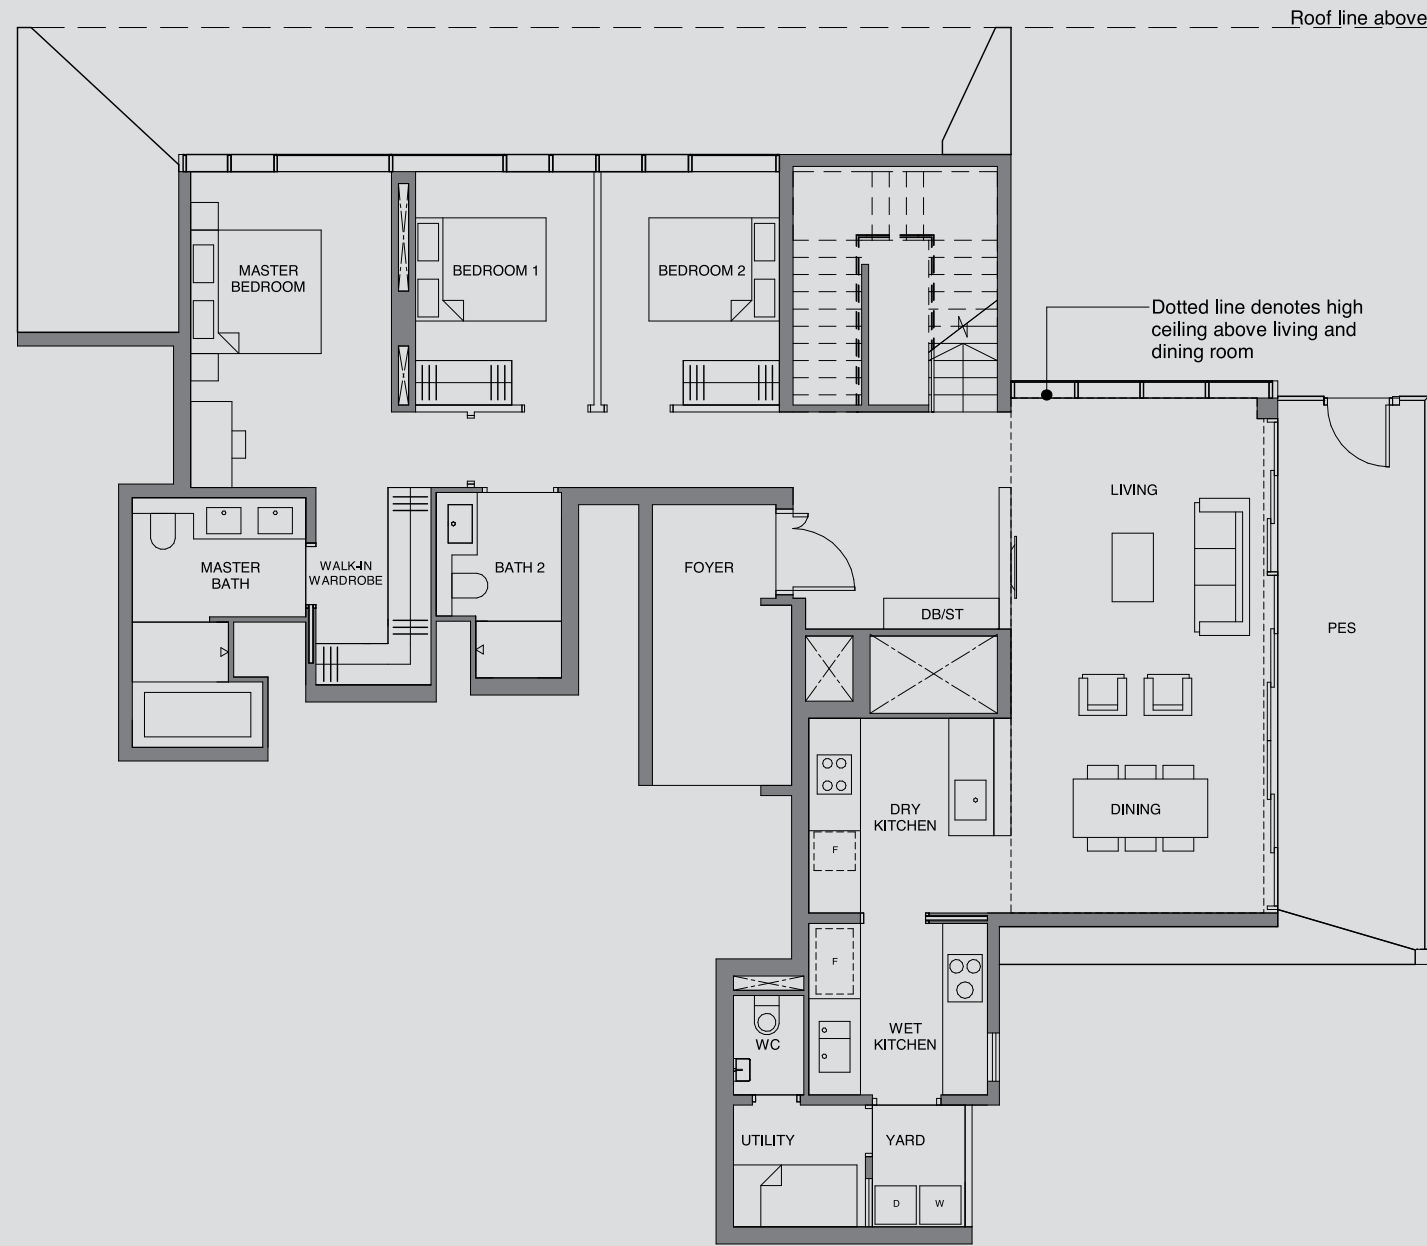 Roof line above
MASTER
BEDROOM
BEDROOM 1
BEDROOM 2
Dotted line denotes high
ceiling above living and
dining room
LIVING
MASTER
BATH
WALK-IN
WARDROBE
BATH 2
FOYER
DB/ST
PES
DRY
KITCHEN
DINING
F
F
WET
KITCHEN
WC
UTILITY
YARD
D
W